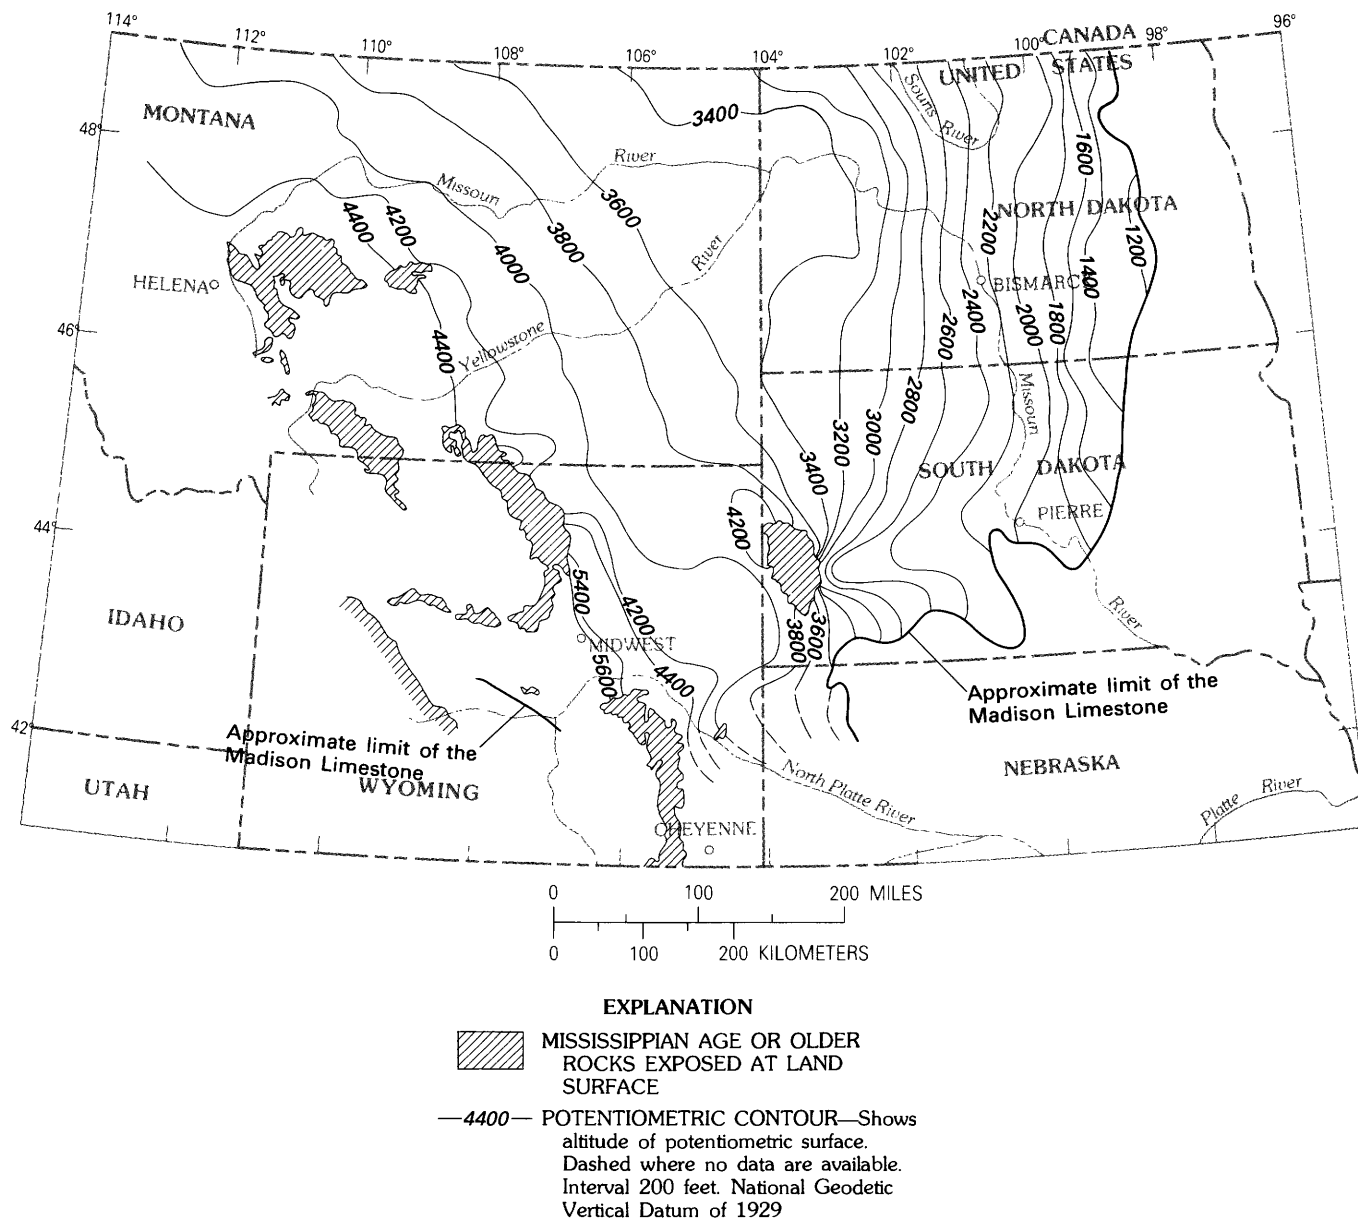 114°
112°
110°
108°
106°
104°
102°
100°
CANADA
98°
96°
UNITED STATES
MONTANA
3400
Souris River
48°
1600
River
Missouri
4400
4200
3600
NORTH DAKOTA
2200
1200
3800
4000
River
HELENA
BISMARCK
1400
2400
2000
1800
2600
46°
4400
Yellowstone
2800
3200
3000
Missouri
3400
SOUTH DAKOTA
4200
PIERRE
44°
5400
4200
IDAHO
River
MIDWEST
3800
3600
5600
4400
Approximate limit of the
Madison Limestone
42°
Approximate limit of the
Madison Limestone
UTAH
WYOMING
North Platte River
NEBRASKA
Platte River
CHEYENNE
0 100 200 MILES
0 100 200 KILOMETERS
EXPLANATION
MISSISSIPPIAN AGE OR OLDER
ROCKS EXPOSED AT LAND
SURFACE
—4400— POTENTIOMETRIC CONTOUR—Shows
altitude of potentiometric surface.
Dashed where no data are available.
Interval 200 feet. National Geodetic
Vertical Datum of 1929